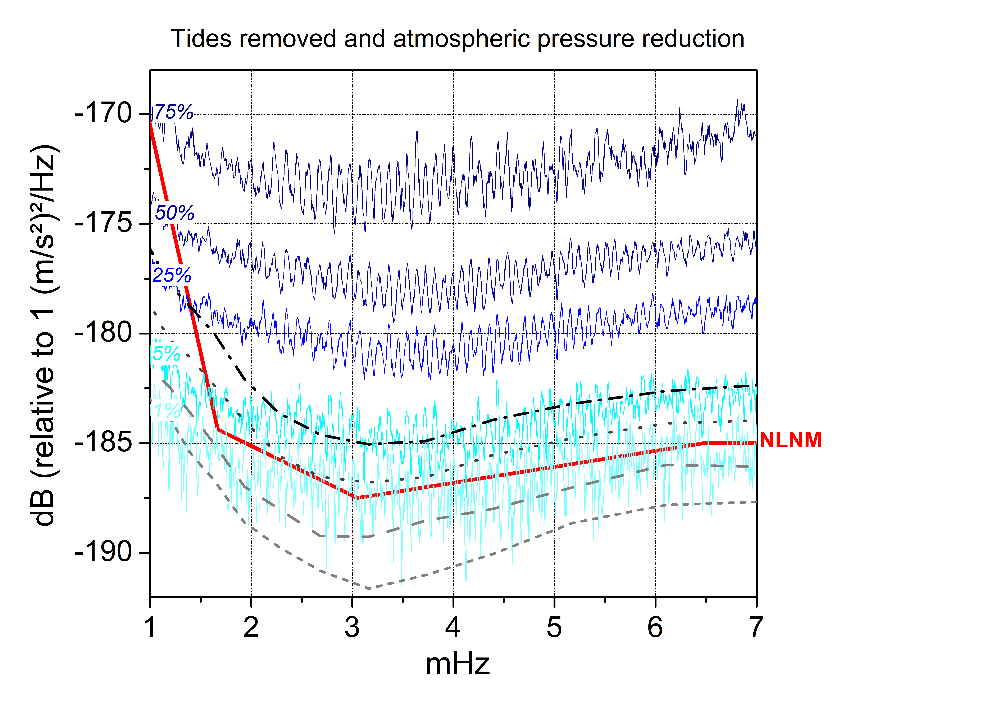 Tides removed and atmospheric pressure reduction
dB (relative to 1 (m/s²)²/Hz)
-170
-175
-180
-185
-190
75%
50%
25%
5%
1%
NLNM
1 2 3 4 5 6 7
mHz